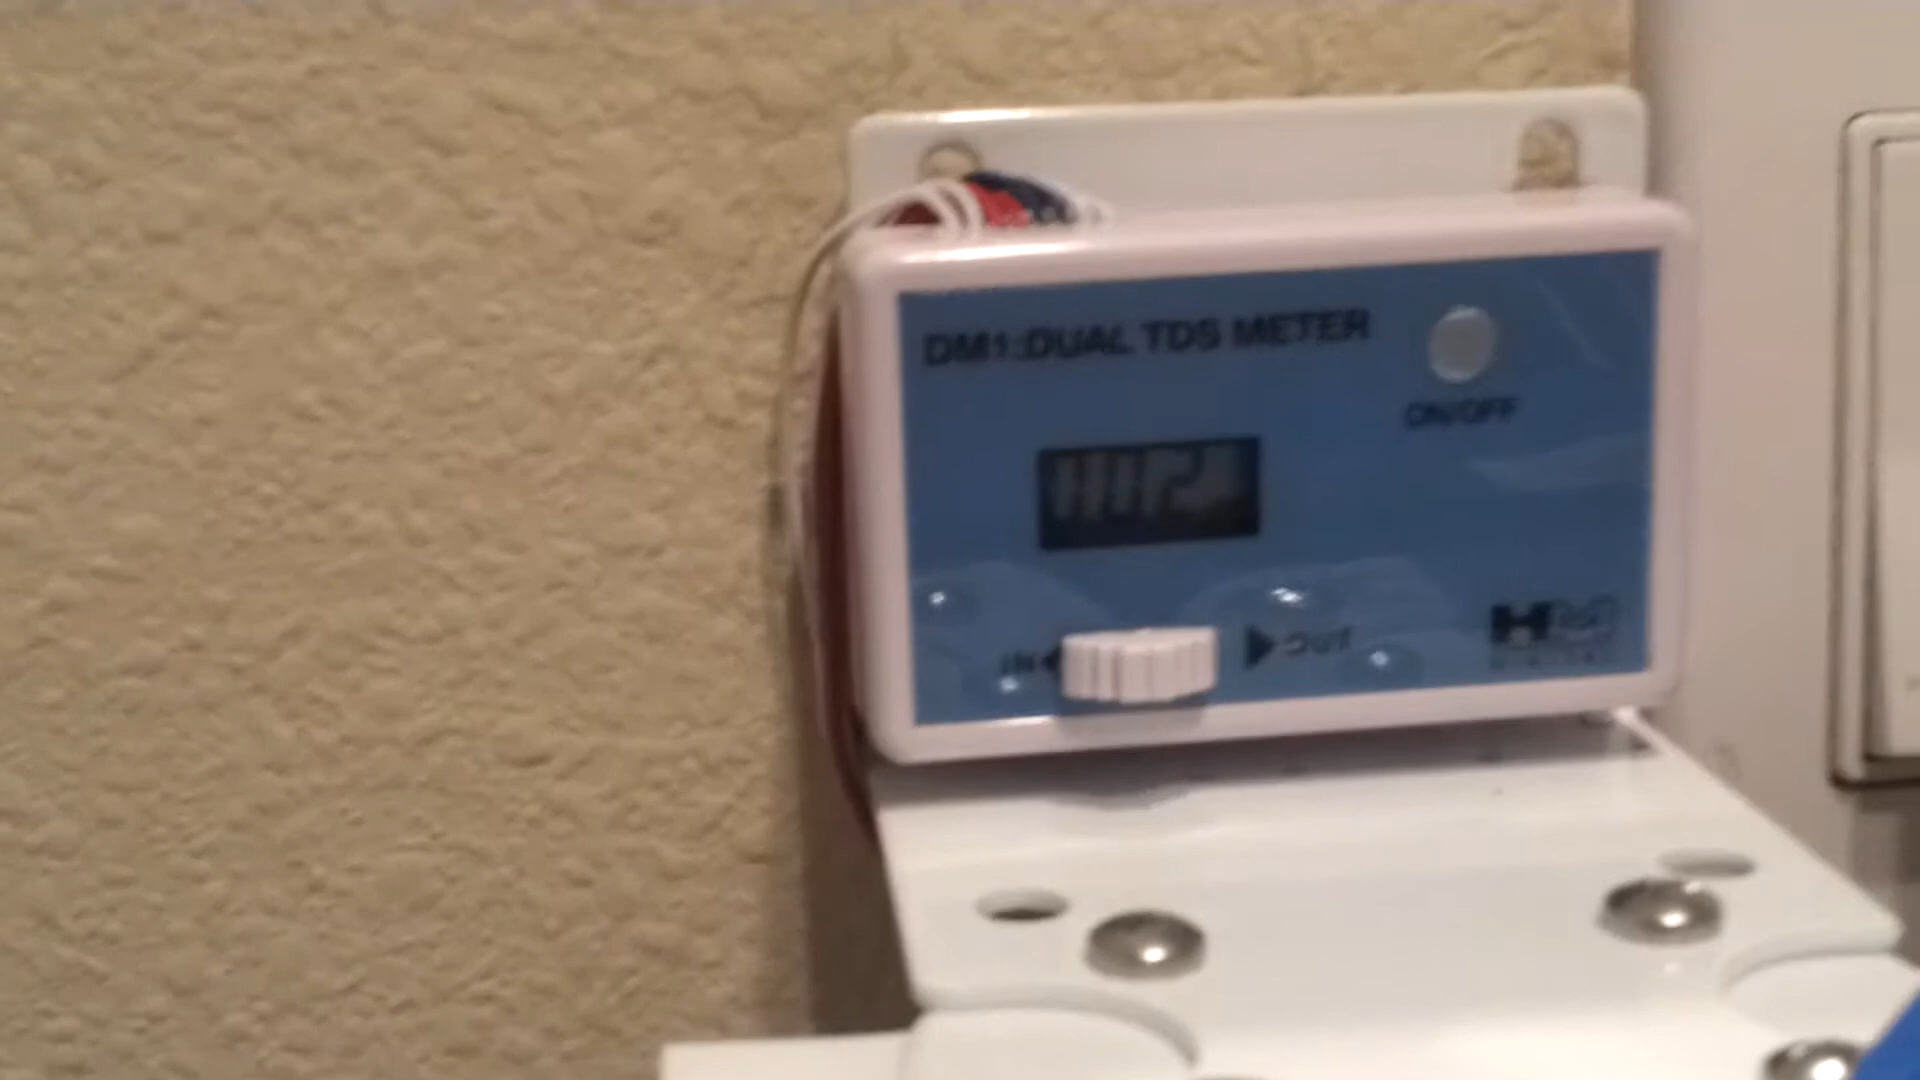 DM1:DUAL TDS METER
ON/OFF
IN
OUT